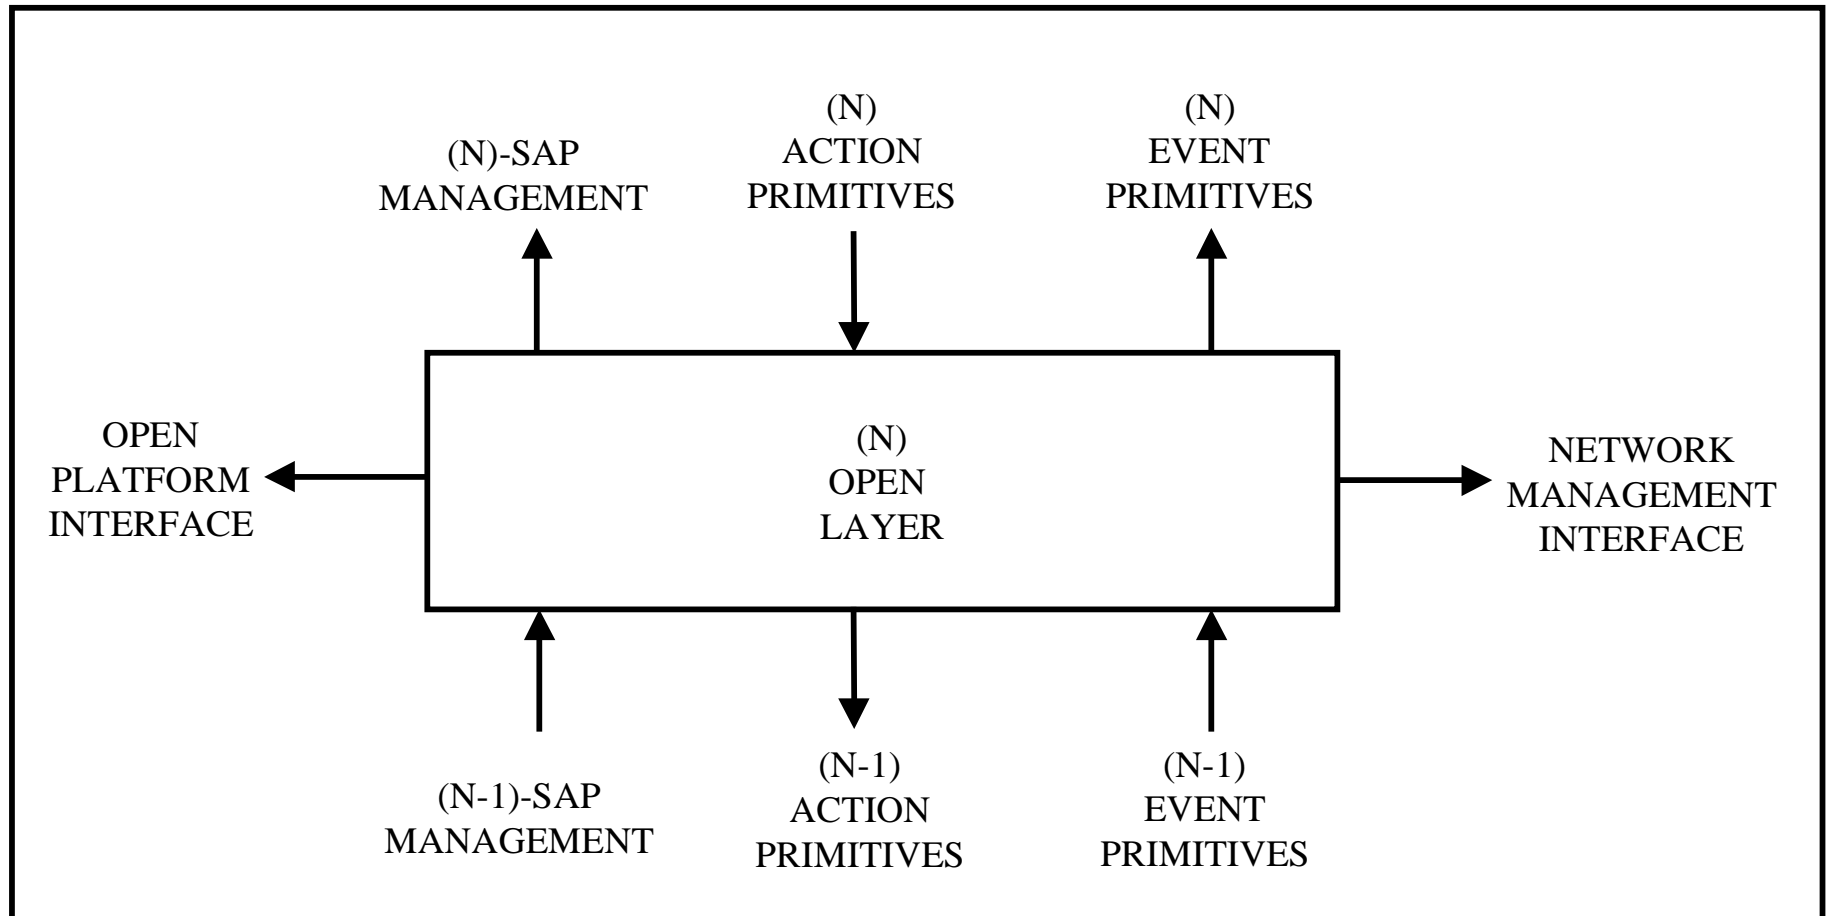 (N)-SAP
MANAGEMENT
(N)
ACTION
PRIMITIVES
(N)
EVENT
PRIMITIVES
OPEN
PLATFORM
INTERFACE
(N)
OPEN
LAYER
NETWORK
MANAGEMENT
INTERFACE
(N-1)-SAP
MANAGEMENT
(N-1)
ACTION
PRIMITIVES
(N-1)
EVENT
PRIMITIVES